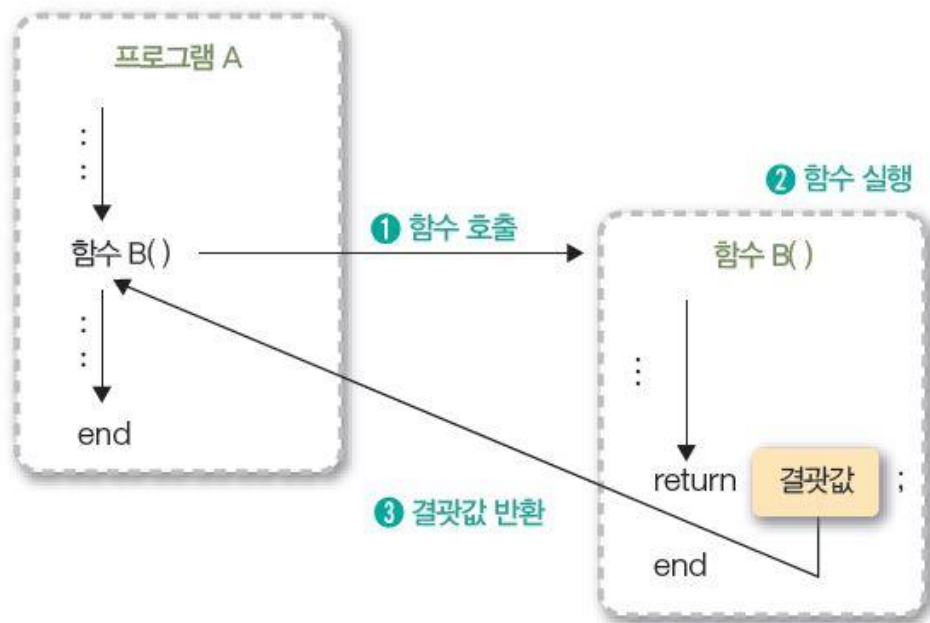 프로그램 A
:
:
함수 B( )
:
:
end
❶ 함수 호출
❷ 함수 실행
함수 B( )
⋮
return 결괏값 ;
end
❸ 결괏값 반환